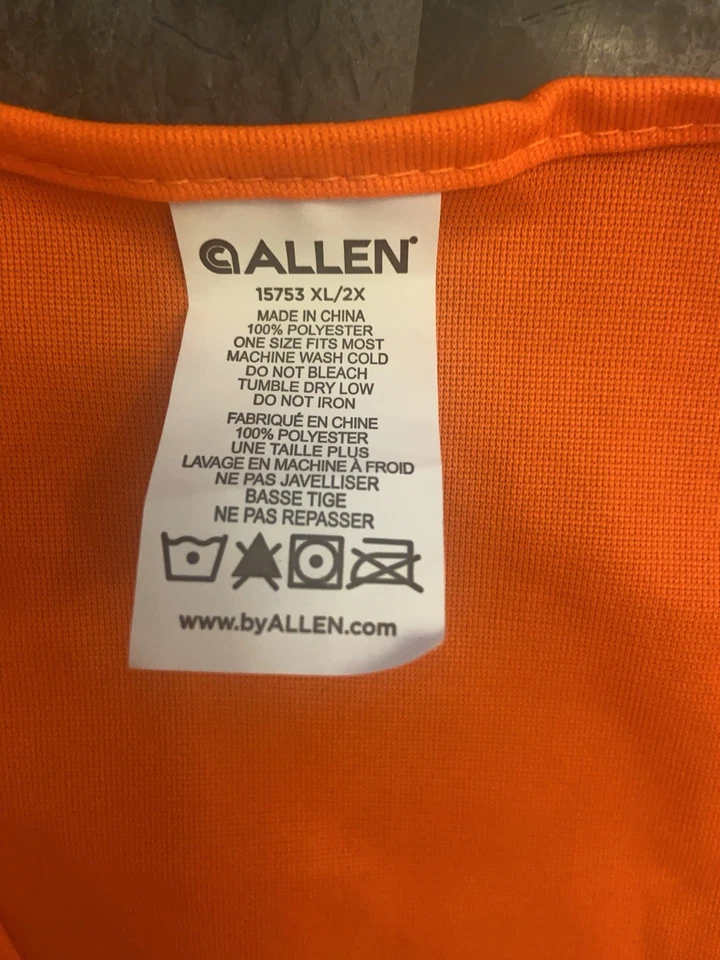 ALLEN
15753 XL/2X
MADE IN CHINA
100% POLYESTER
ONE SIZE FITS MOST
MACHINE WASH COLD
DO NOT BLEACH
TUMBLE DRY LOW
DO NOT IRON
FABRIQUÉ EN CHINE
100% POLYESTER
UNE TAILLE PLUS
LAVAGE EN MACHINE À FROID
NE PAS JAVELLISER
BASSE TIGE
NE PAS REPASSER
www.byALLEN.com